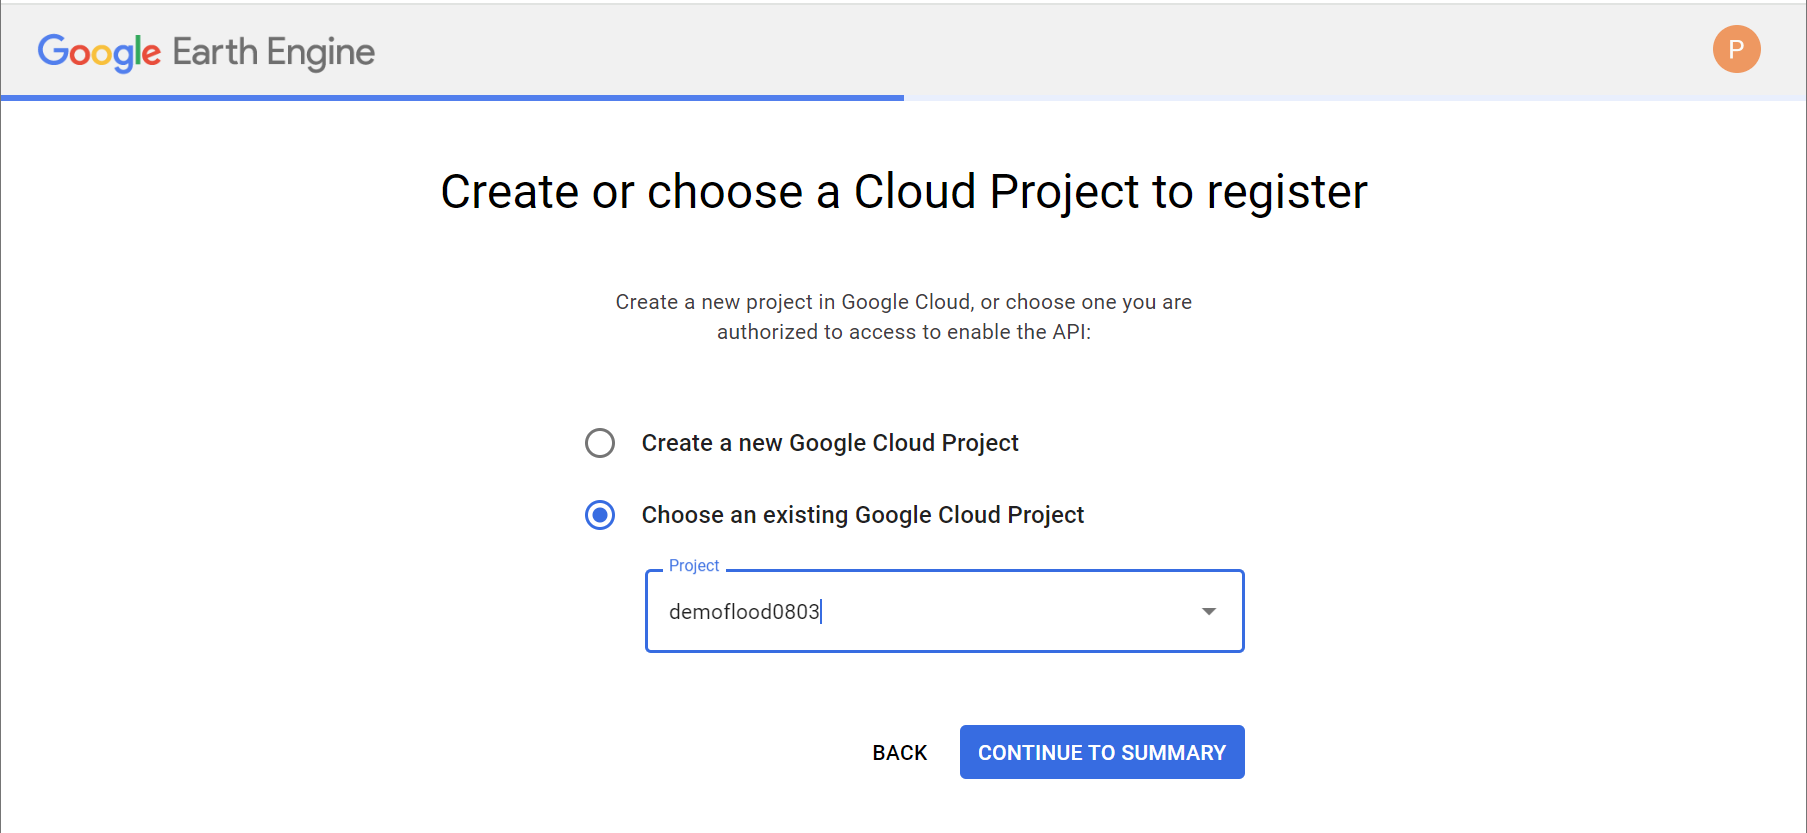 Google Earth Engine
P
Create or choose a Cloud Project to register
Create a new project in Google Cloud, or choose one you are
authorized to access to enable the API:
Create a new Google Cloud Project
Choose an existing Google Cloud Project
Project
demoflood0803
BACK
CONTINUE TO SUMMARY